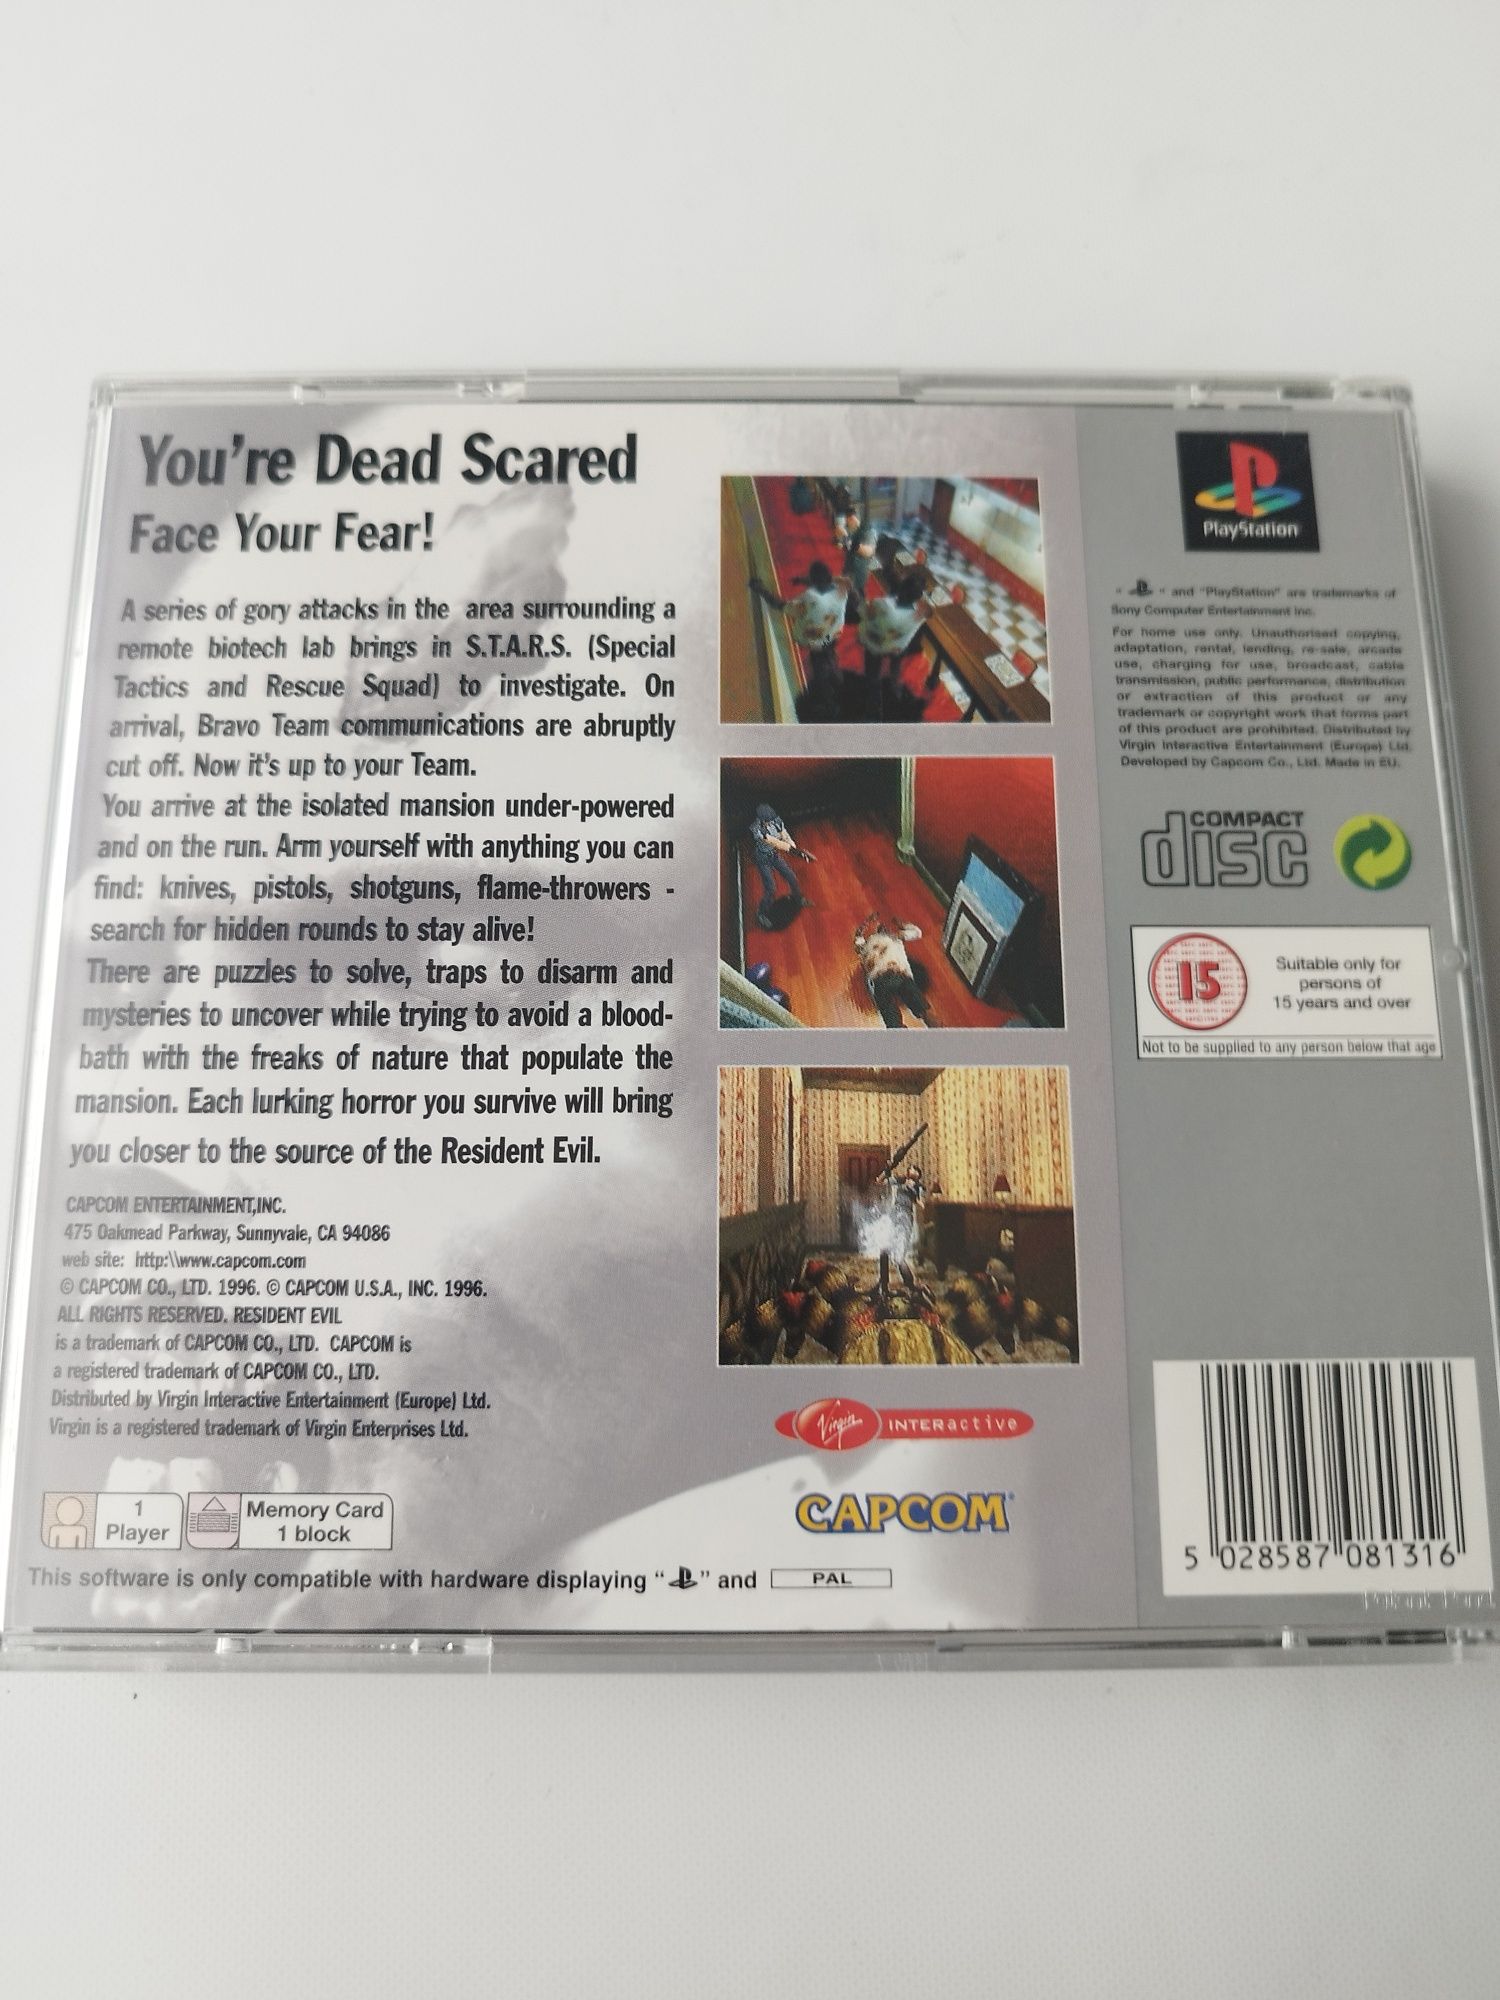 You're Dead Scared
Face Your Fear!
A series of gory attacks in the area surrounding a
remote biotech lab brings in S.T.A.R.S. (Special
Tactics and Rescue Squad) to investigate. On
arrival, Bravo Team communications are abruptly
cut off. Now it's up to your Team.
You arrive at the isolated mansion under-powered
and on the run. Arm yourself with anything you can
find: knives, pistols, shotguns, flame-throwers -
search for hidden rounds to stay alive!
There are puzzles to solve, traps to disarm and
mysteries to uncover while trying to avoid a blood-
bath with the freaks of nature that populate the
mansion. Each lurking horror you survive will bring
you closer to the source of the Resident Evil.
CAPCOM ENTERTAINMENT,INC.
475 Oakmead Parkway, Sunnyvale, CA 94086
web site: http:\\www.capcom.com
© CAPCOM CO., LTD. 1996. © CAPCOM U.S.A., INC. 1996.
ALL RIGHTS RESERVED. RESIDENT EVIL
is a trademark of CAPCOM CO., LTD. CAPCOM is
a registered trademark of CAPCOM CO., LTD.
Distributed by Virgin Interactive Entertainment (Europe) Ltd.
Virgin is a registered trademark of Virgin Enterprises Ltd.
1
Player
Memory Card
1 block
This software is only compatible with hardware displaying " " and PAL
Virgin INTERactive
CAPCOM
PlayStation
" " and "PlayStation" are trademarks of
Sony Computer Entertainment Inc.
For home use only. Unauthorised copying,
adaptation, rental, lending, re-sale, arcade
use, charging for use, broadcast, cable
transmission, public performance, distribution
or extraction of this product or any
trademark or copyright work that forms part
of this product are prohibited. Distributed by
Virgin Interactive Entertainment (Europe) Ltd.
Developed by Capcom Co., Ltd. Made in EU.
COMPACT
disc
15
Suitable only for
persons of
15 years and over
Not to be supplied to any person below that age
5 028587 081316